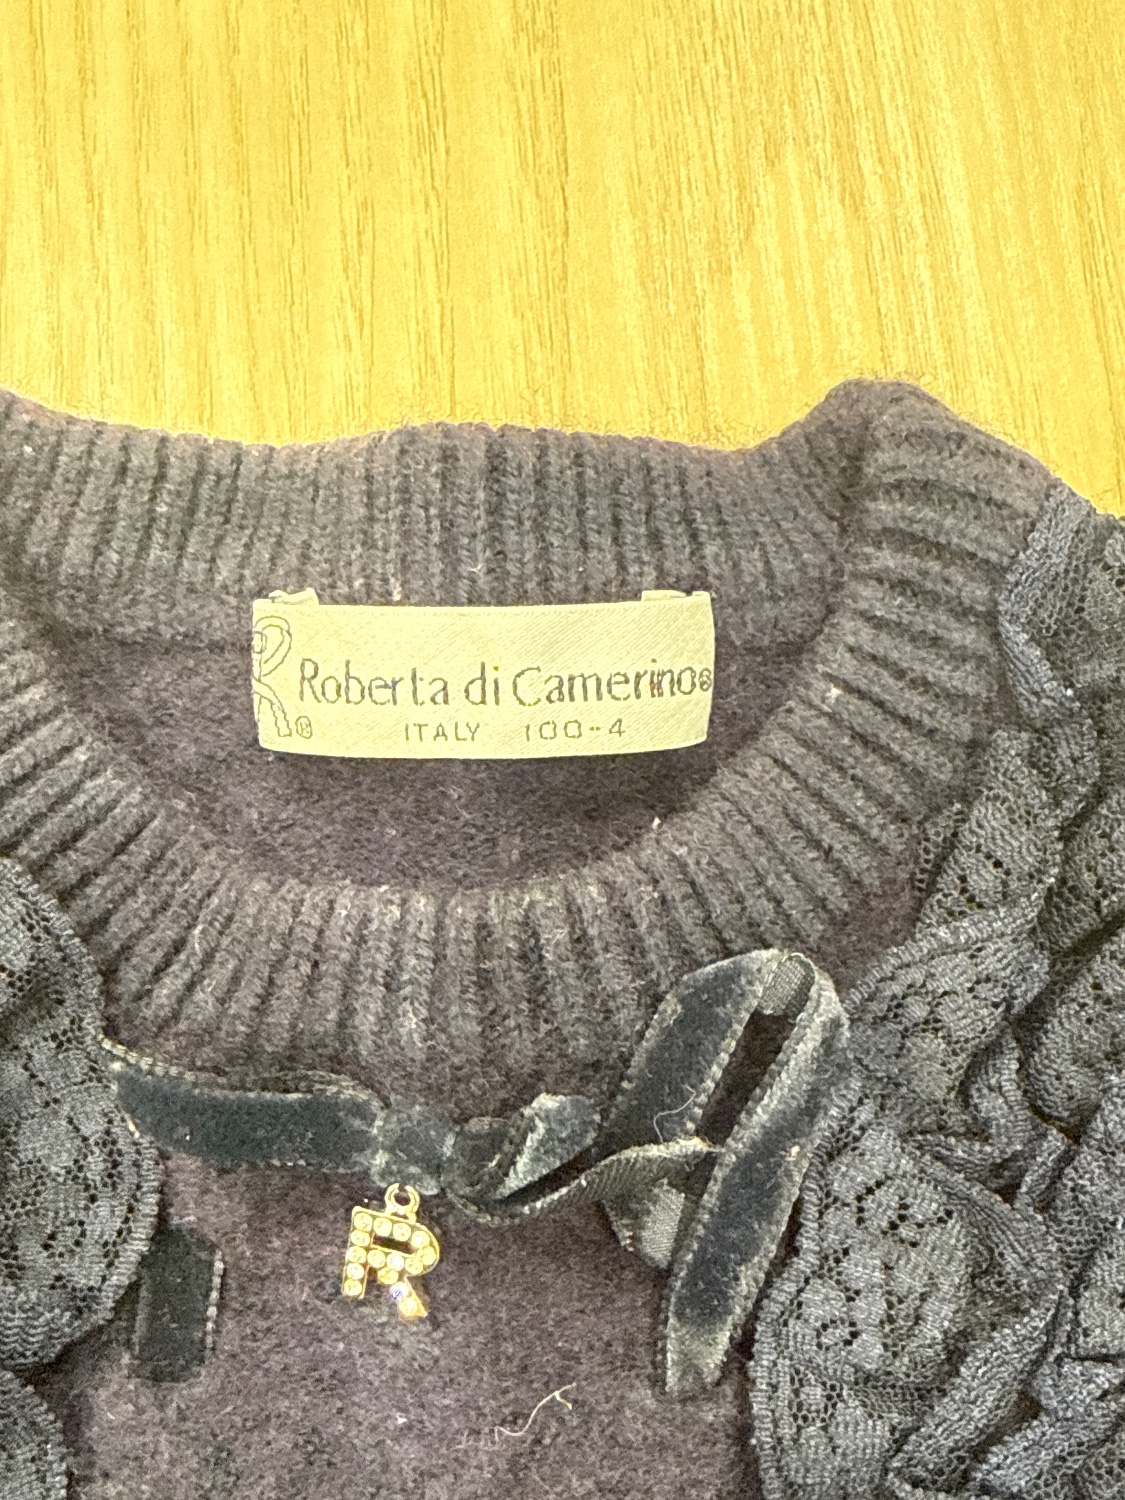 R®
Roberta di Camerino®
ITALY 100-4
R